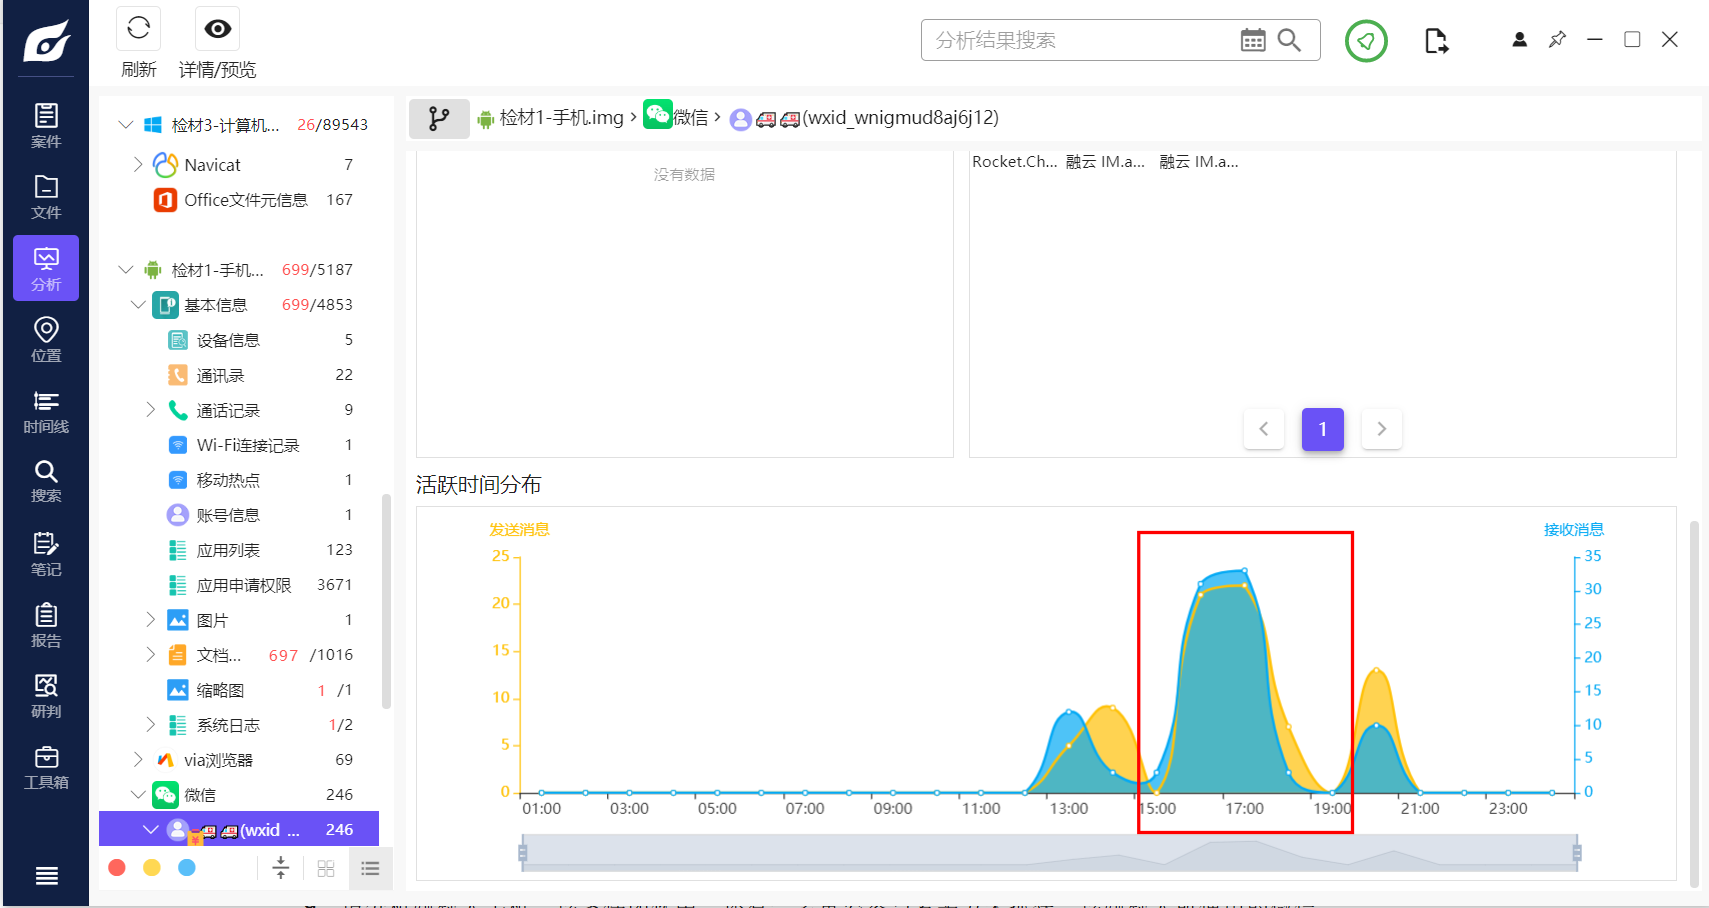 刷新
详情/预览
分析结果搜索
案件
文件
分析
位置
时间线
搜索
笔记
报告
研判
工具箱
检材3-计算机... 26/89543
Navicat 7
Office文件元信息 167
检材1-手机... 699/5187
基本信息 699/4853
设备信息 5
通讯录 22
通话记录 9
Wi-Fi连接记录 1
移动热点 1
账号信息 1
应用列表 123
应用申请权限 3671
图片 1
文档... 697 /1016
缩略图 1 /1
系统日志 1/2
via浏览器 69
微信 246
(wxid ... 246
检材1-手机.img › 微信 › (wxid_wnigmud8aj6j12)
没有数据
Rocket.Ch... 融云 IM.a... 融云 IM.a...
1
活跃时间分布
发送消息 接收消息
25
20
15
10
5
0
35
30
25
20
15
10
5
0
01:00 03:00 05:00 07:00 09:00 11:00 13:00 15:00 17:00 19:00 21:00 23:00